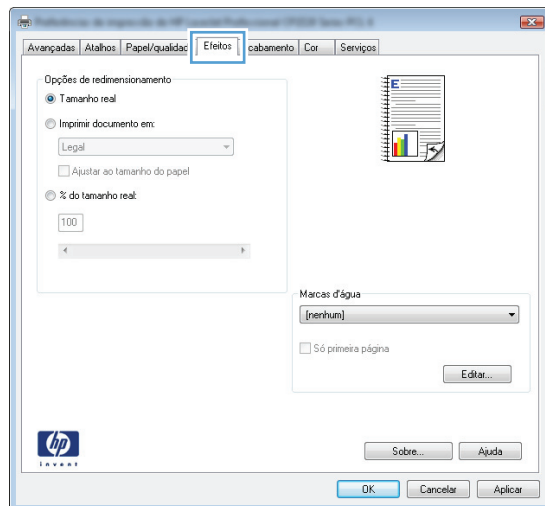 Avançadas Atalhos Papel/qualidad Efeitos cabamento Cor Serviços
Opções de redimensionamento
Tamanho real
Imprimir documento em:
Legal
Ajustar ao tamanho do papel
% do tamanho real:
100
E
Marcas d'água
[nenhum]
Só primeira página
Editar...
hp
invent
Sobre... Ajuda
OK Cancelar Aplicar